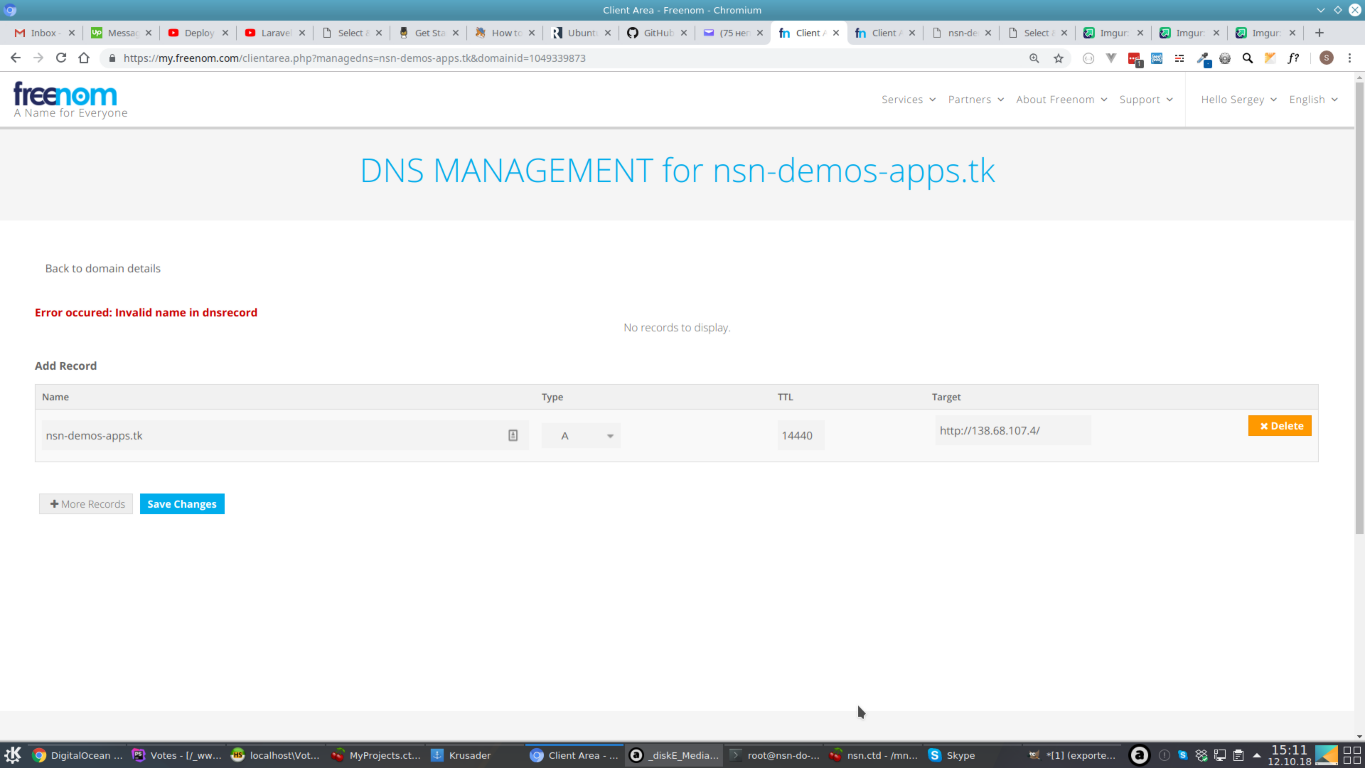 Client Area - Freenom - Chromium
Inbox - Messag Deploy Laravel Select & Get Sta How to Ubunt GitHub (75 нег Client A Client A nsn-de Select A Imgur: Imgur: Imgur:
https://my.freenom.com/clientarea.php?managedns=nsn-demos-apps.tk&domainid=1049339873
freenom
A Name for Everyone
Services Partners About Freenom Support Hello Sergey English
DNS MANAGEMENT for nsn-demos-apps.tk
Back to domain details
Error occured: Invalid name in dnsrecord
No records to display.
Add Record
Name Type TTL Target
nsn-demos-apps.tk A 14440 http://138.68.107.4/ Delete
More Records Save Changes
DigitalOcean ... Votes - [/_ww... localhost\Vot... MyProjects.ct... Krusader Client Area - ... _diskE_Media... root@nsn-do-... nsn.ctd - /mn... Skype *[1] (exporte... 15:11
12.10.18